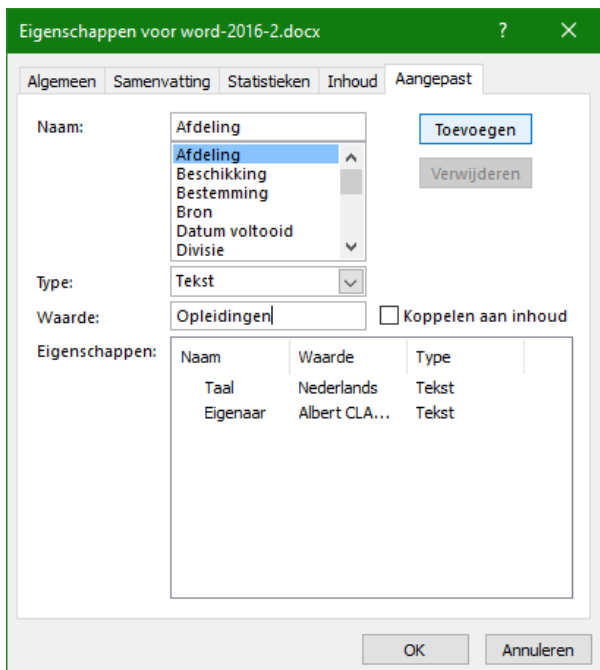 Eigenschappen voor word-2016-2.docx ? ×
Algemeen Samenvatting Statistieken Inhoud Aangepast
Naam: Afdeling Toevoegen
Afdeling
Beschikking Verwijderen
Bestemming
Bron
Datum voltooid
Divisie
Type: Tekst
Waarde: Opleidingen Koppelen aan inhoud
Eigenschappen: Naam Waarde Type
Taal Nederlands Tekst
Eigenaar Albert CLA... Tekst
OK Annuleren